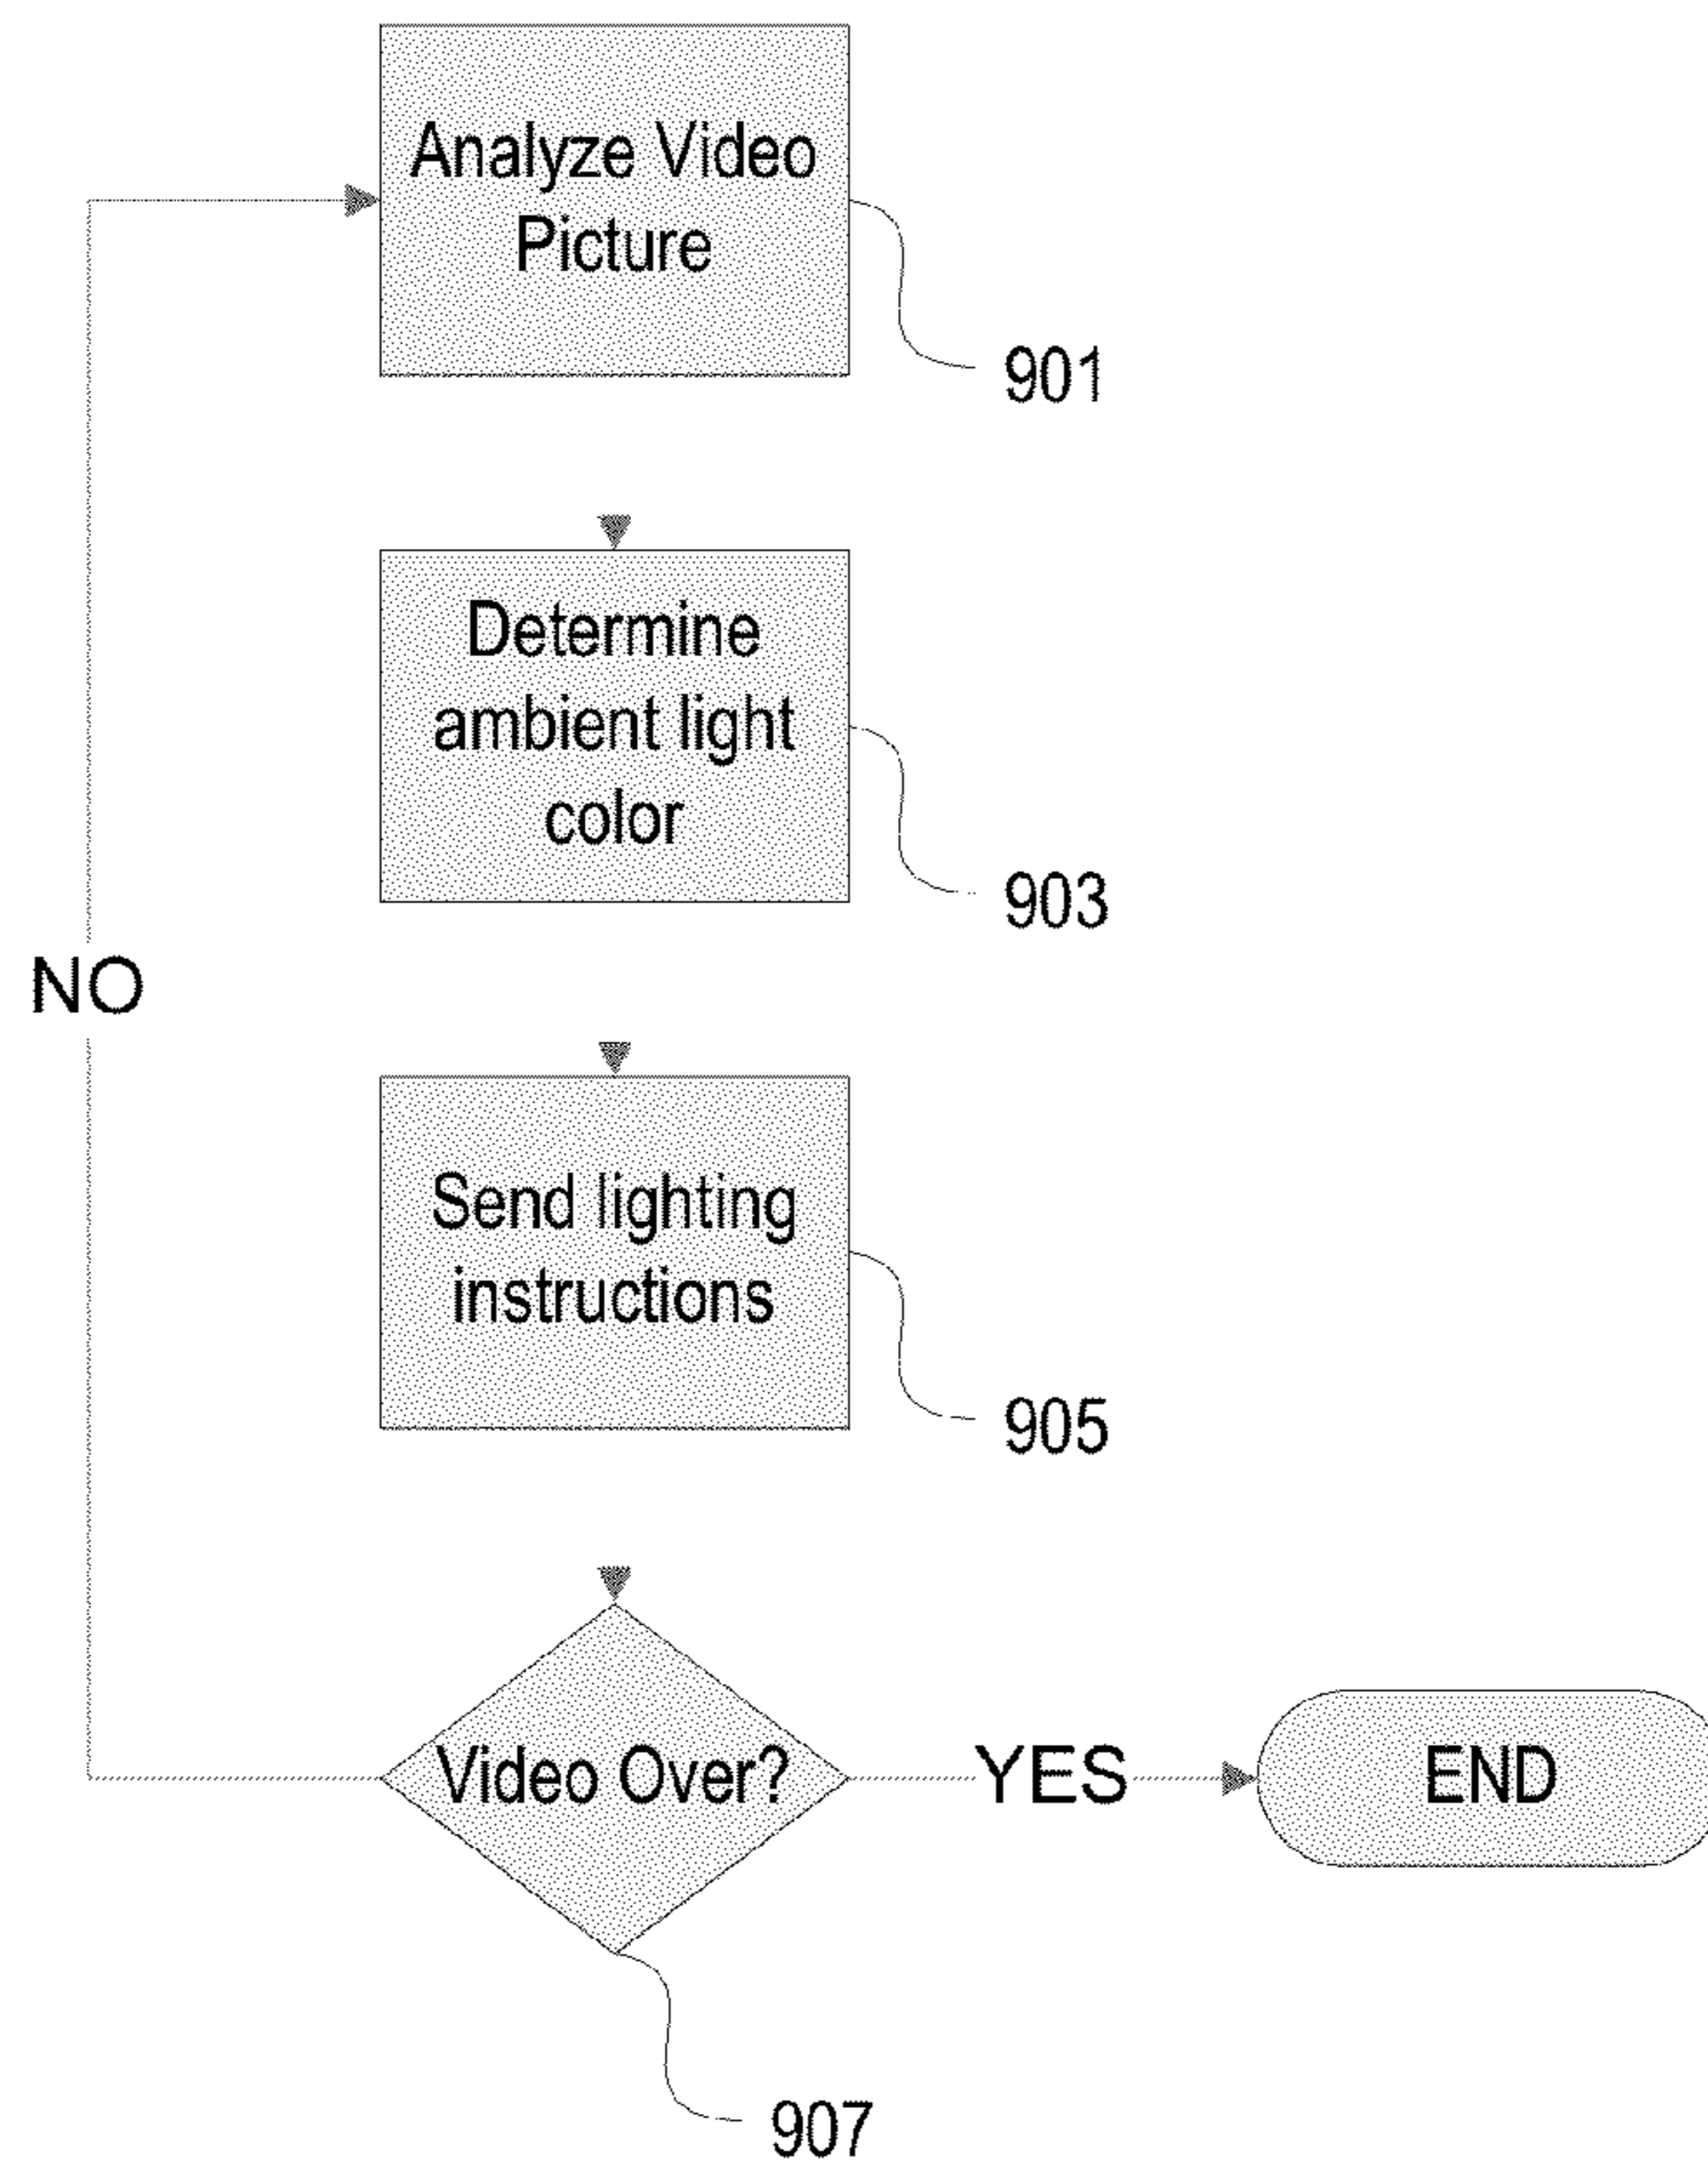 Analyze Video
Picture
901
Determine
ambient light
color
903
NO
Send lighting
instructions
905
Video Over?
YES
END
907